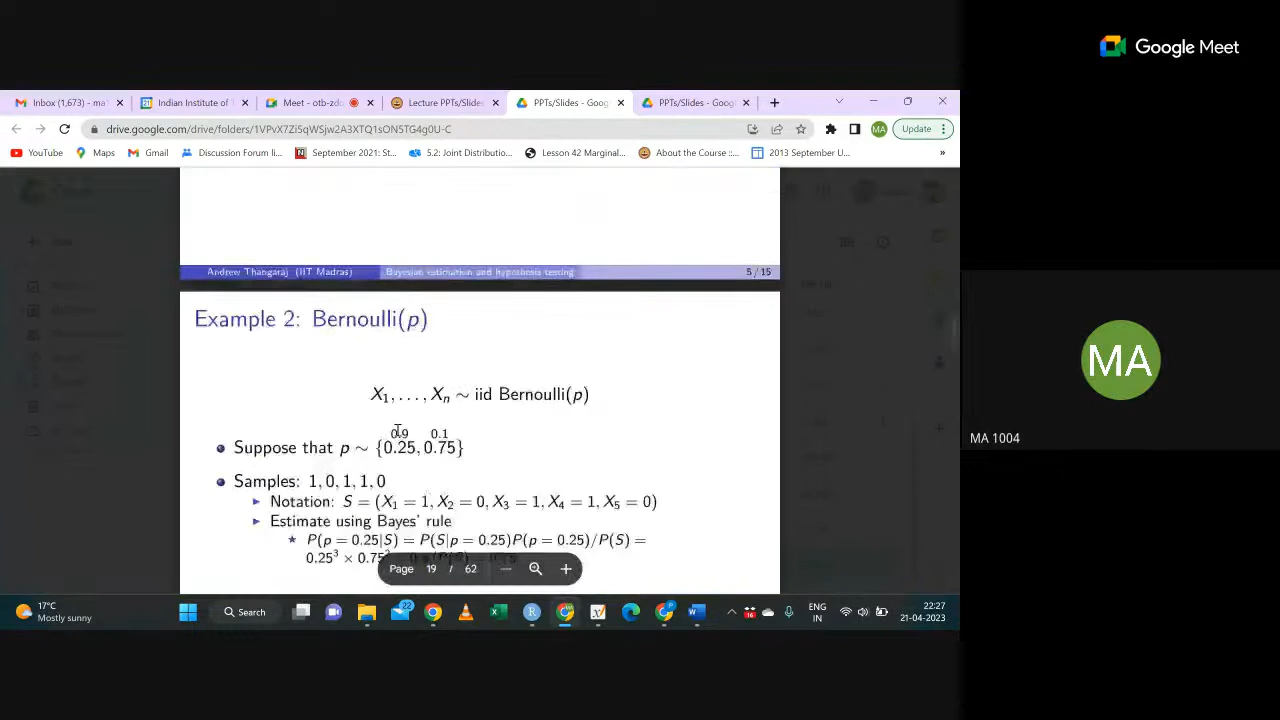 Google Meet
Inbox (1,673) - ma
Indian Institute of
Meet - otb-zdo
Lecture PPTs/Slides
PPTs/Slides - Goog
PPTs/Slides - Goog
drive.google.com/drive/folders/1VPvX7Zi5qWSjw2A3XTQ1sON5TG4g0U-C
MA
Update
YouTube
Maps
Gmail
Discussion Forum li...
September 2021: St...
5.2: Joint Distributio...
Lesson 42 Marginal...
About the Course ::...
2013 September U...
»
Andrew Thangaraj (IIT Madras)
Bayesian estimation and hypothesis testing
5 / 15
Example 2: Bernoulli(p)
X₁, . . . , Xₙ ∼ iid Bernoulli(p)
0.9 0.1
Suppose that p ∼ {0.25, 0.75}
Samples: 1, 0, 1, 1, 0
Notation: S = (X₁ = 1, X₂ = 0, X₃ = 1, X₄ = 1, X₅ = 0)
Estimate using Bayes' rule
P(p = 0.25|S) = P(S|p = 0.25)P(p = 0.25)/P(S) =
0.25³ × 0.75²
Page 19 / 62
MA
MA 1004
17°C
Mostly sunny
Search
22
16
ENG
IN
22:27
21-04-2023